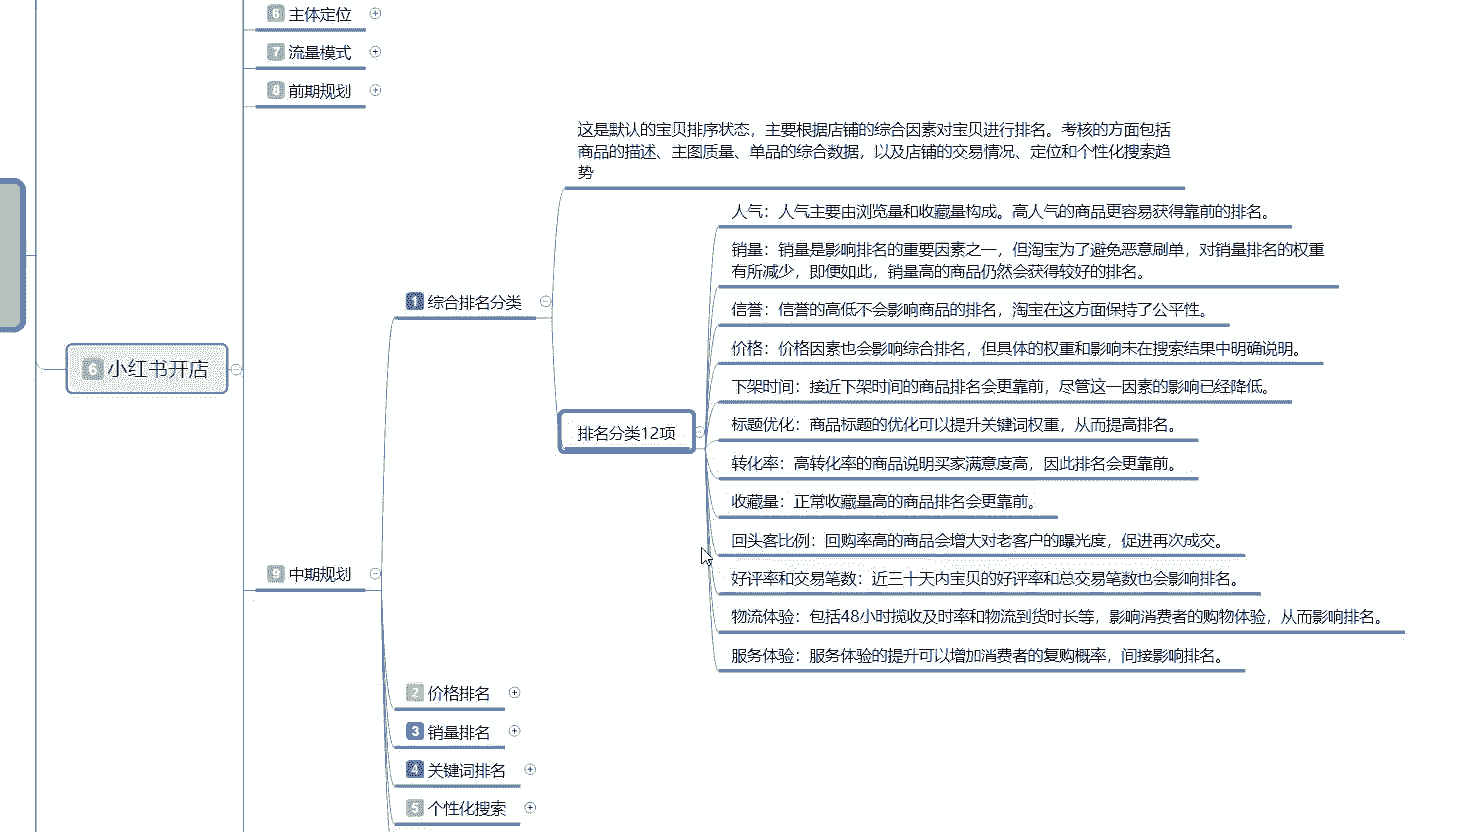 6 主体定位
7 流量模式
8 前期规划
这是默认的宝贝排序状态，主要根据店铺的综合因素对宝贝进行排名。考核的方面包括
商品的描述、主图质量、单品的综合数据，以及店铺的交易情况、定位和个性化搜索趋
势
人气：人气主要由浏览量和收藏量构成。高人气的商品更容易获得靠前的排名。
销量：销量是影响排名的重要因素之一，但淘宝为了避免恶意刷单，对销量排名的权重
有所减少，即便如此，销量高的商品仍然会获得较好的排名。
1 综合排名分类
信誉：信誉的高低不会影响商品的排名，淘宝在这方面保持了公平性。
价格：价格因素也会影响综合排名，但具体的权重和影响未在搜索结果中明确说明。
6 小红书开店
下架时间：接近下架时间的商品排名会更靠前，尽管这一因素的影响已经降低。
标题优化：商品标题的优化可以提升关键词权重，从而提高排名。
排名分类12项
转化率：高转化率的商品说明买家满意度高，因此排名会更靠前。
收藏量：正常收藏量高的商品排名会更靠前。
回头客比例：回购率高的商品会增大对老客户的曝光度，促进再次成交。
9 中期规划
好评率和交易笔数：近三十天内宝贝的好评率和总交易笔数也会影响排名。
物流体验：包括48小时揽收及时率和物流到货时长等，影响消费者的购物体验，从而影响排名。
服务体验：服务体验的提升可以增加消费者的复购概率，间接影响排名。
2 价格排名
3 销量排名
4 关键词排名
5 个性化搜索